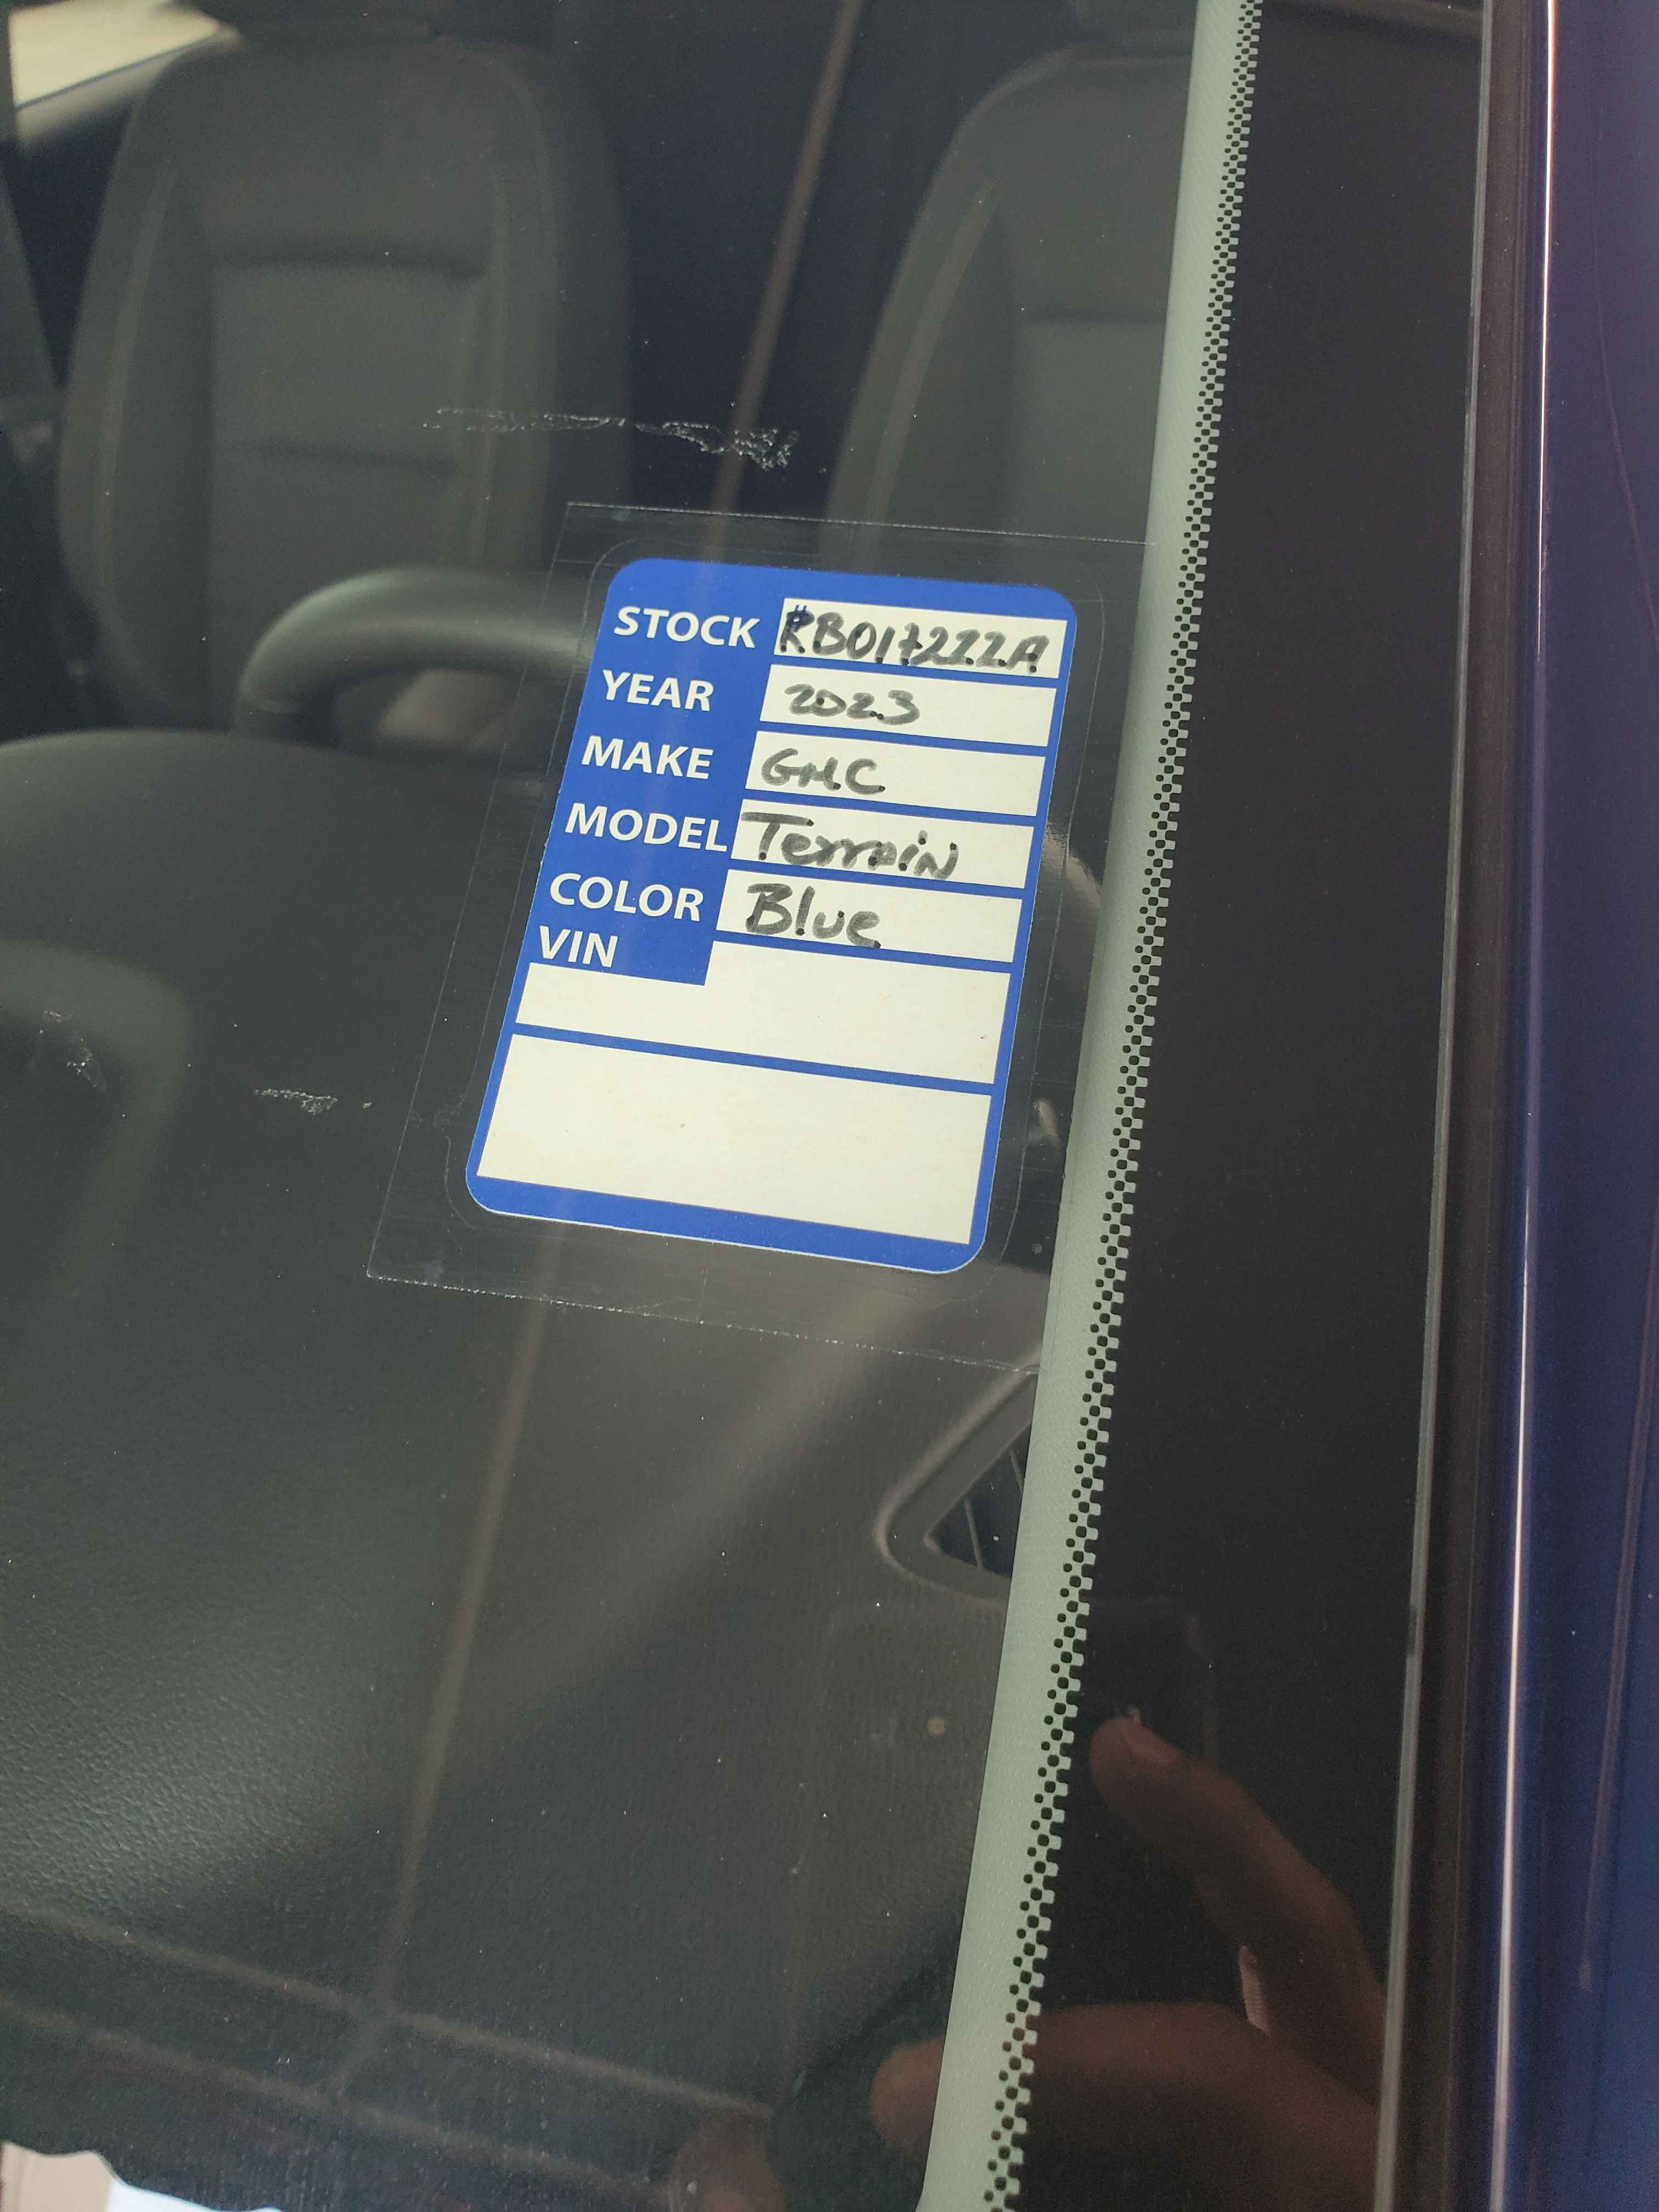 STOCK #RB017222A
YEAR 2023
MAKE GMC
MODEL Terrain
COLOR Blue
VIN